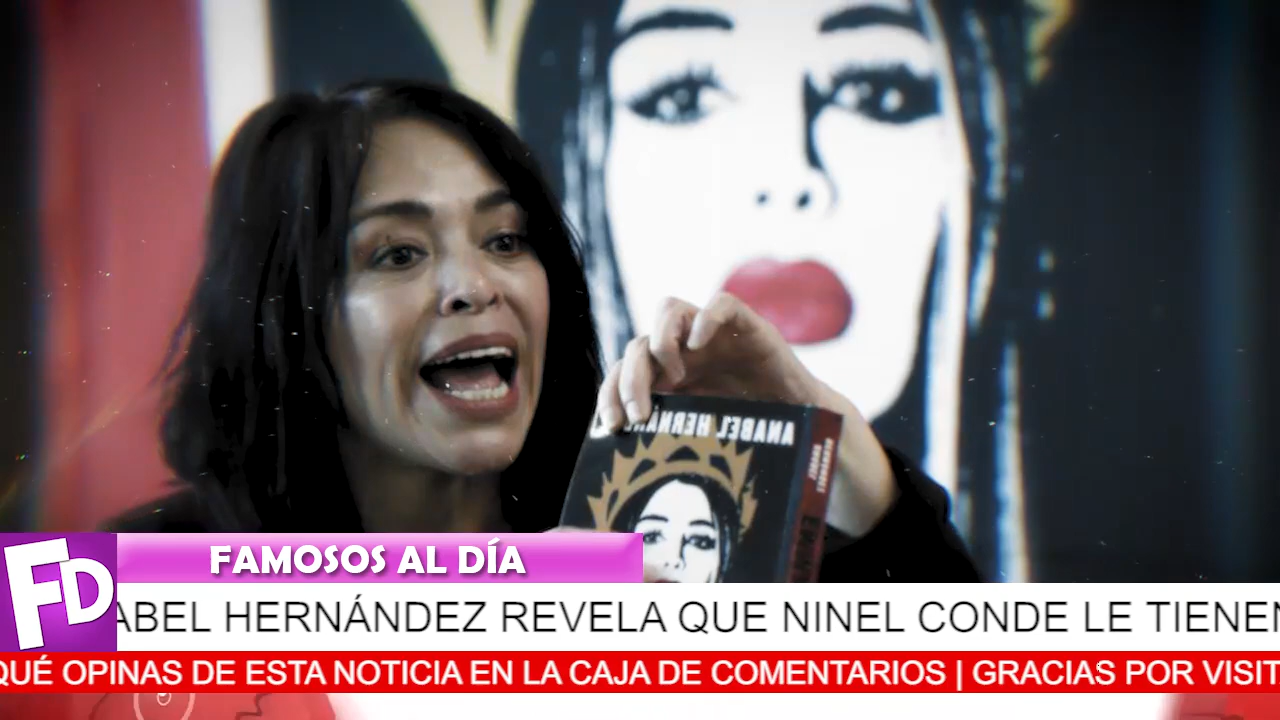 ANABEL HERNÁN
FAMOSOS AL DÍA
FD
ABEL HERNÁNDEZ REVELA QUE NINEL CONDE LE TIENEN
QUÉ OPINAS DE ESTA NOTICIA EN LA CAJA DE COMENTARIOS | GRACIAS POR VISIT